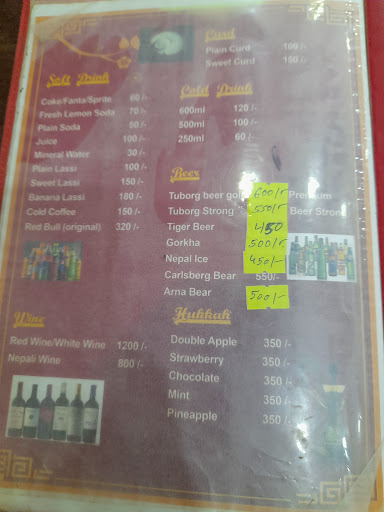 Curd
Plain Curd 100 /-
Sweet Curd 150 /-
Soft Drink
Coke/Fanta/Sprite 60 /-
Fresh Lemon Soda 70 /-
Plain Soda 50 /-
Juice 100 /-
Mineral Water 30 /-
Plain Lassi 100 /-
Sweet Lassi 150 /-
Banana Lassi 180 /-
Cold Coffee 150 /-
Red Bull (original) 320 /-
Cold Drink
600ml 120 /-
500ml 100 /-
250ml 60 /-
Beer
Tuborg beer gol 600/- Premium
Tuborg Strong 550/- Beer Strong
Tiger Beer 450
Gorkha 500/-
Nepal Ice 450/-
Carlsberg Bear 550/-
Arna Bear 500/-
Wine
Red Wine/White Wine 1200 /-
Nepali Wine 800 /-
Hukkah
Double Apple 350 /-
Strawberry 350 /-
Chocolate 350 /-
Mint 350 /-
Pineapple 350 /-